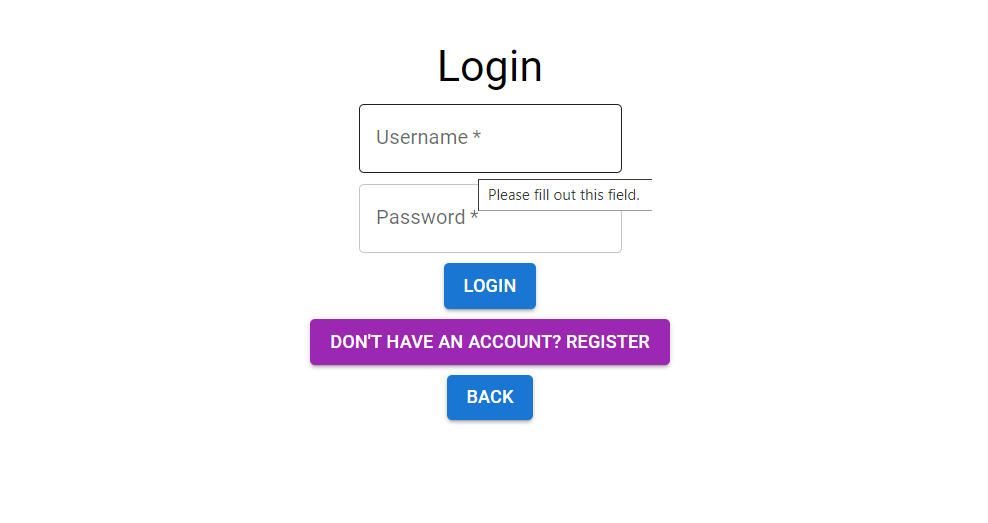 Login
Username *
Please fill out this field.
Password *
LOGIN
DON'T HAVE AN ACCOUNT? REGISTER
BACK